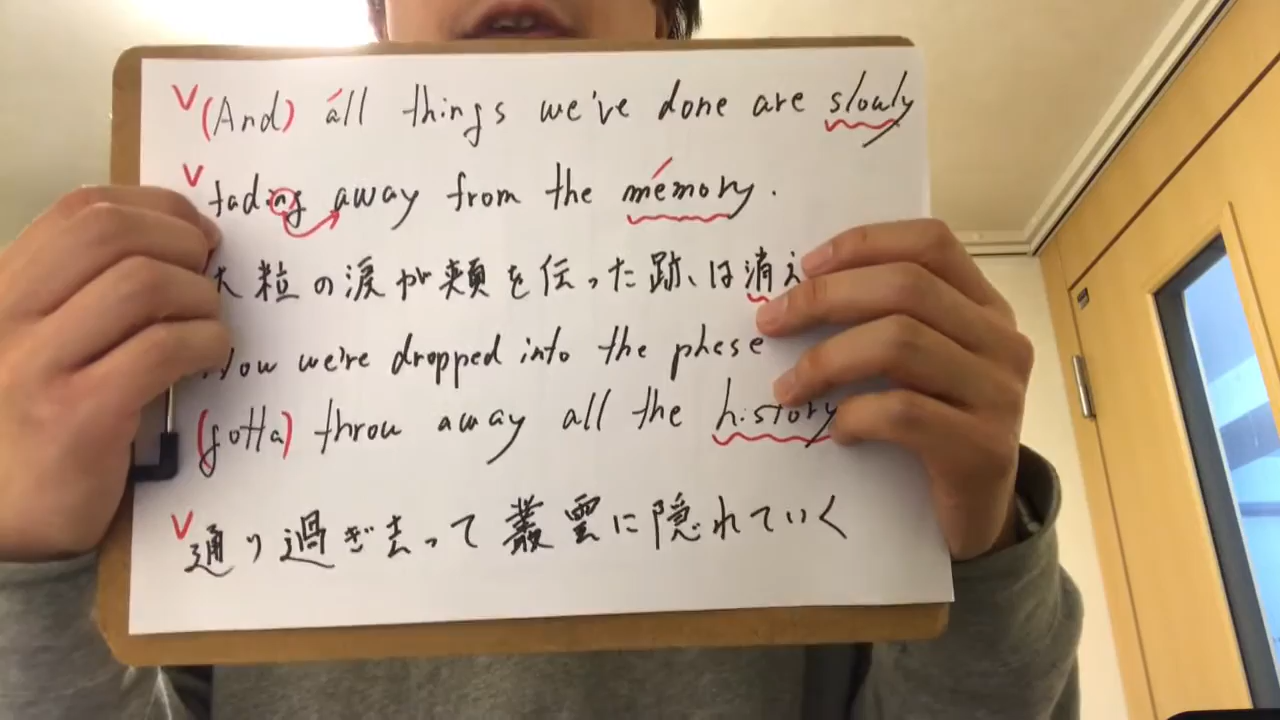 (And) all things we've done are slowly
fading away from the memory.
大粒の涙が頬を伝った跡は消え
Now we're dropped into the phese
(gotta) throw away all the history
通り過ぎ去って叢雲に隠れていく